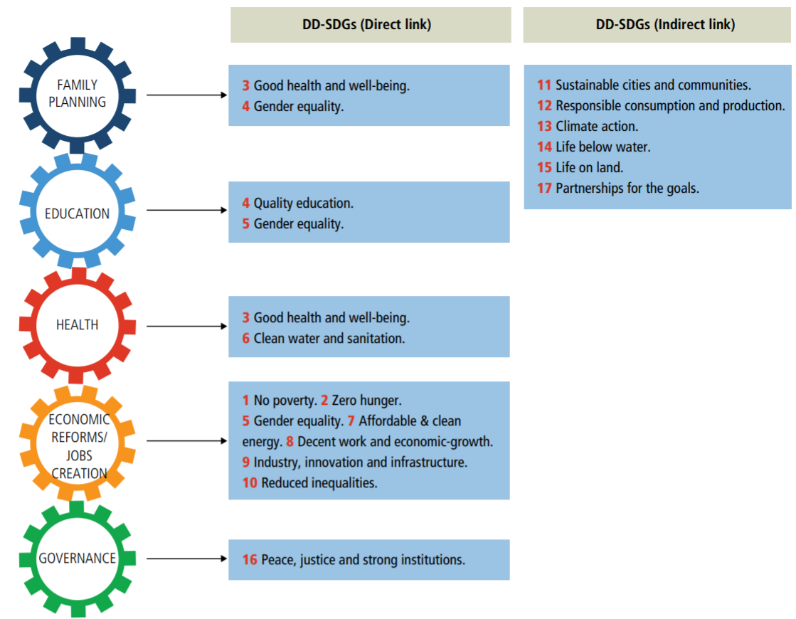 DD-SDGs (Direct link)
DD-SDGs (Indirect link)
FAMILY
PLANNING
3 Good health and well-being.
4 Gender equality.
11 Sustainable cities and communities.
12 Responsible consumption and production.
13 Climate action.
14 Life below water.
15 Life on land.
17 Partnerships for the goals.
EDUCATION
4 Quality education.
5 Gender equality.
HEALTH
3 Good health and well-being.
6 Clean water and sanitation.
ECONOMIC
REFORMS/
JOBS
CREATION
1 No poverty. 2 Zero hunger.
5 Gender equality. 7 Affordable & clean
energy. 8 Decent work and economic-growth.
9 Industry, innovation and infrastructure.
10 Reduced inequalities.
GOVERNANCE
16 Peace, justice and strong institutions.